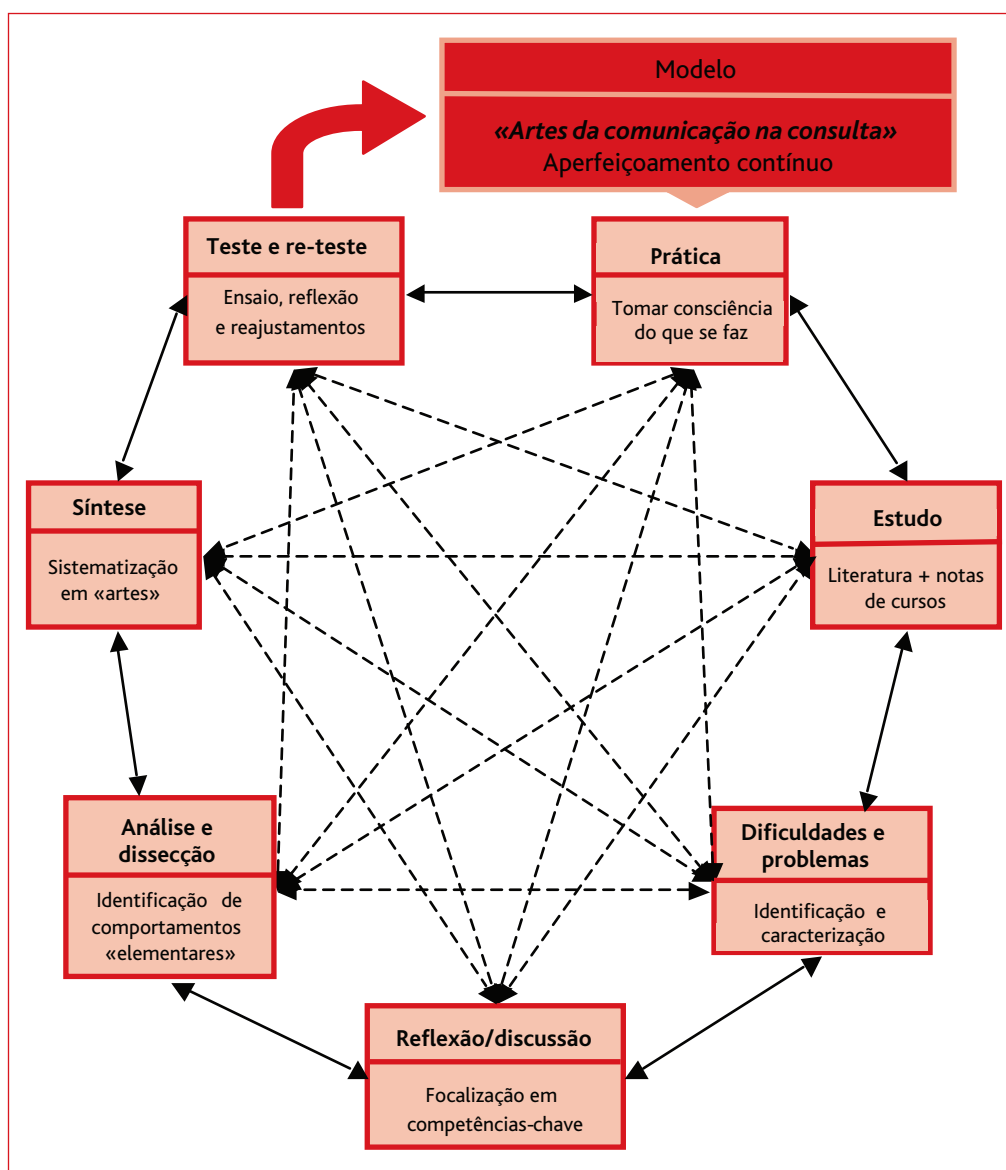 Modelo
«Artes da comunicação na consulta»
Aperfeiçoamento contínuo
Teste e re-teste
Ensaio, reflexão
e reajustamentos
Prática
Tomar consciência
do que se faz
Síntese
Sistematização
em «artes»
Estudo
Literatura + notas
de cursos
Análise e
dissecção
Identificação de
comportamentos
«elementares»
Dificuldades e
problemas
Identificação e
caracterização
Reflexão/discussão
Focalização em
competências-chave